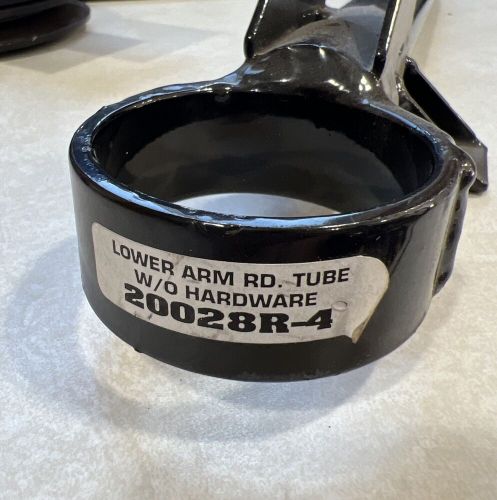 LOWER ARM RD. TUBE
W/O HARDWARE
20028R-4